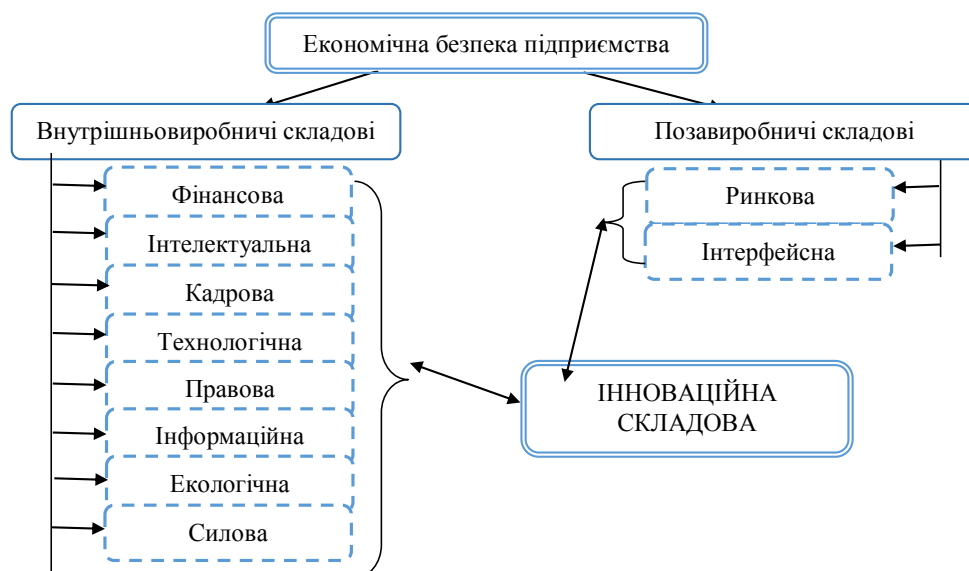 Економічна безпека підприємства
Внутрішньовиробничі складові
Позавиробничі складові
Фінансова
Інтелектуальна
Кадрова
Технологічна
Правова
Інформаційна
Екологічна
Силова
Ринкова
Інтерфейсна
ІННОВАЦІЙНА
СКЛАДОВА